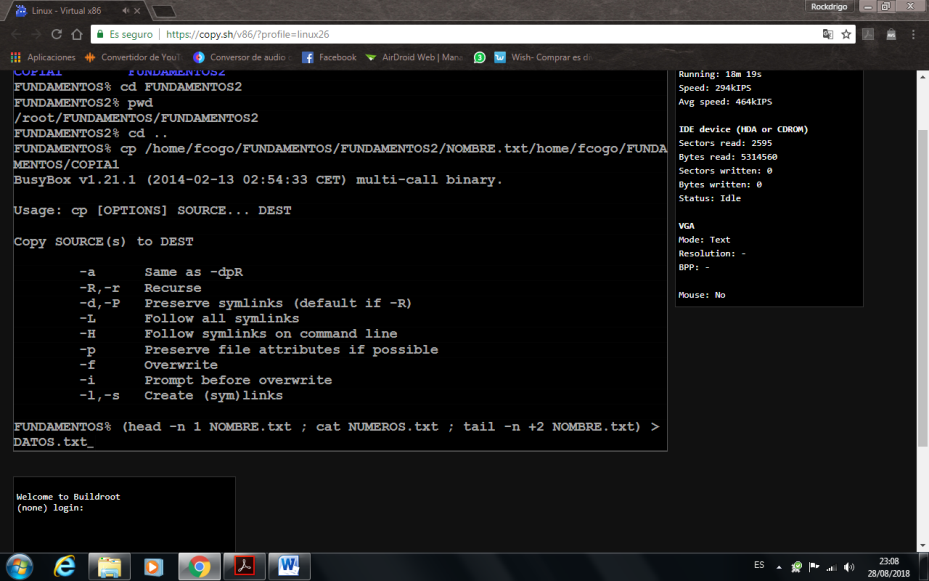 Linux - Virtual x86
Rockdrigo
Es seguro | https://copy.sh/v86/?profile=linux26
Aplicaciones Convertidor de YouT Conversor de audio Facebook AirDroid Web | Mana 3 Wish- Comprar es di
COPIA1 FUNDAMENTOS2
FUNDAMENTOS% cd FUNDAMENTOS2
FUNDAMENTOS2% pwd
/root/FUNDAMENTOS/FUNDAMENTOS2
FUNDAMENTOS2% cd ..
FUNDAMENTOS% cp /home/fcogo/FUNDAMENTOS/FUNDAMENTOS2/NOMBRE.txt/home/fcogo/FUNDA
MENTOS/COPIA1
BusyBox v1.21.1 (2014-02-13 02:54:33 CET) multi-call binary.
Usage: cp [OPTIONS] SOURCE... DEST
Copy SOURCE(s) to DEST
-a Same as -dpR
-R,-r Recurse
-d,-P Preserve symlinks (default if -R)
-L Follow all symlinks
-H Follow symlinks on command line
-p Preserve file attributes if possible
-f Overwrite
-i Prompt before overwrite
-l,-s Create (sym)links
FUNDAMENTOS% (head -n 1 NOMBRE.txt ; cat NUMEROS.txt ; tail -n +2 NOMBRE.txt) >
DATOS.txt_
Running: 18m 19s
Speed: 294kIPS
Avg speed: 464kIPS
IDE device (HDA or CDROM)
Sectors read: 2595
Bytes read: 5314560
Sectors written: 0
Bytes written: 0
Status: Idle
VGA
Mode: Text
Resolution: -
BPP: -
Mouse: No
Welcome to Buildroot
(none) login:
ES
23:08
28/08/2018